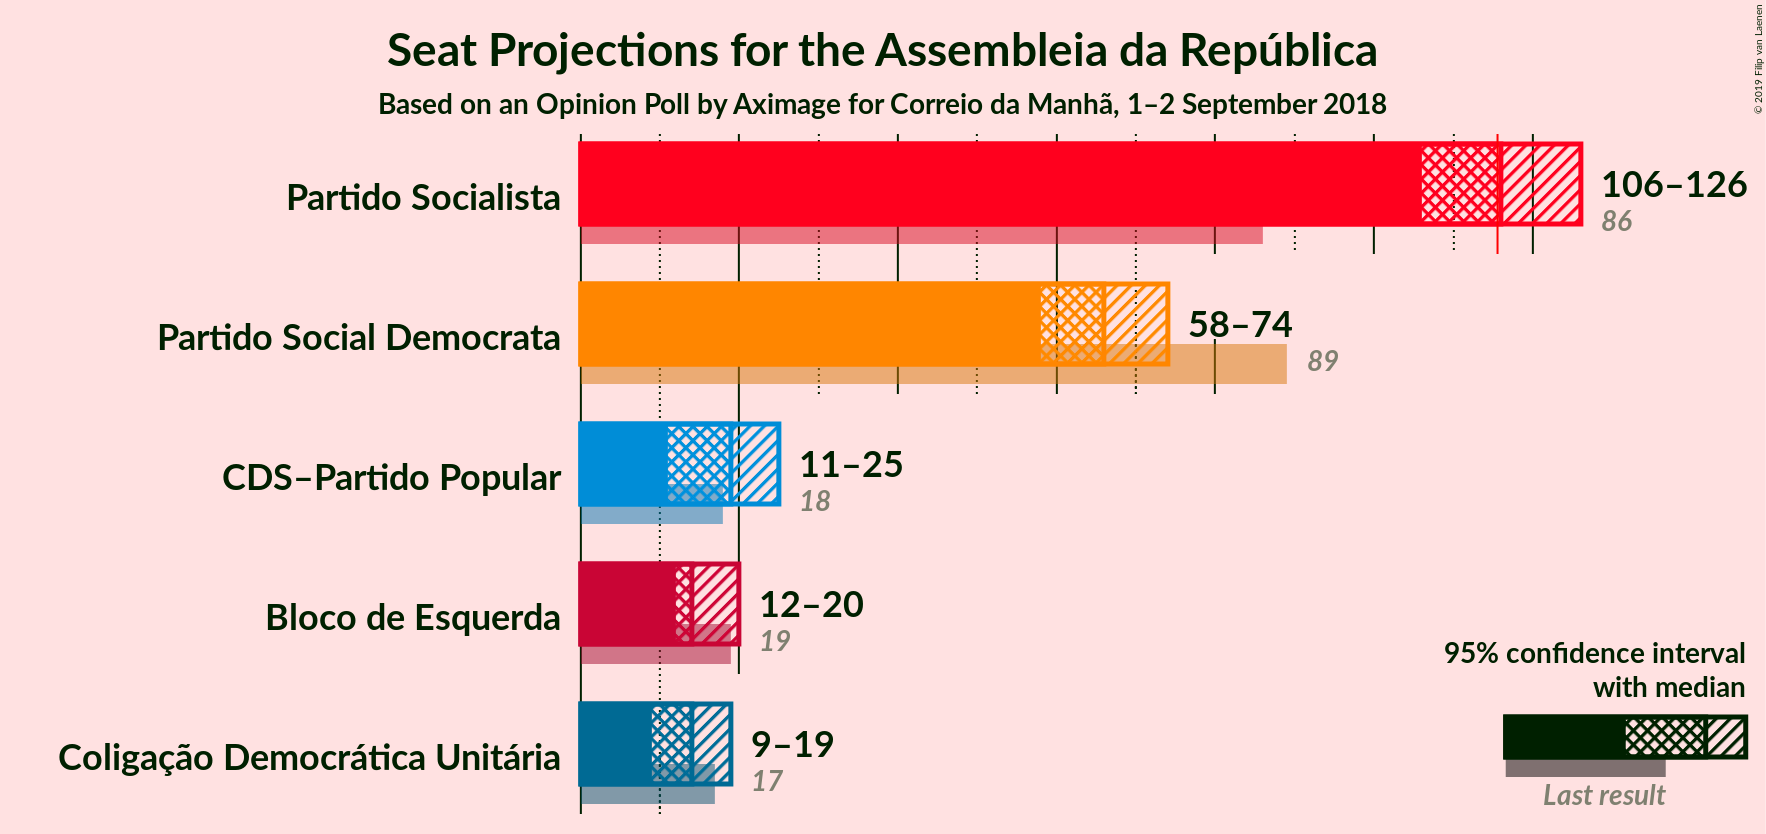 Seat Projections for the Assembleia da República
Based on an Opinion Poll by Aximage for Correio da Manhã, 1–2 September 2018
© 2019 Filip van Laenen
Partido Socialista
106–126
86
Partido Social Democrata
58–74
89
CDS–Partido Popular
11–25
18
Bloco de Esquerda
12–20
19
Coligação Democrática Unitária
9–19
17
95% confidence interval
with median
Last result